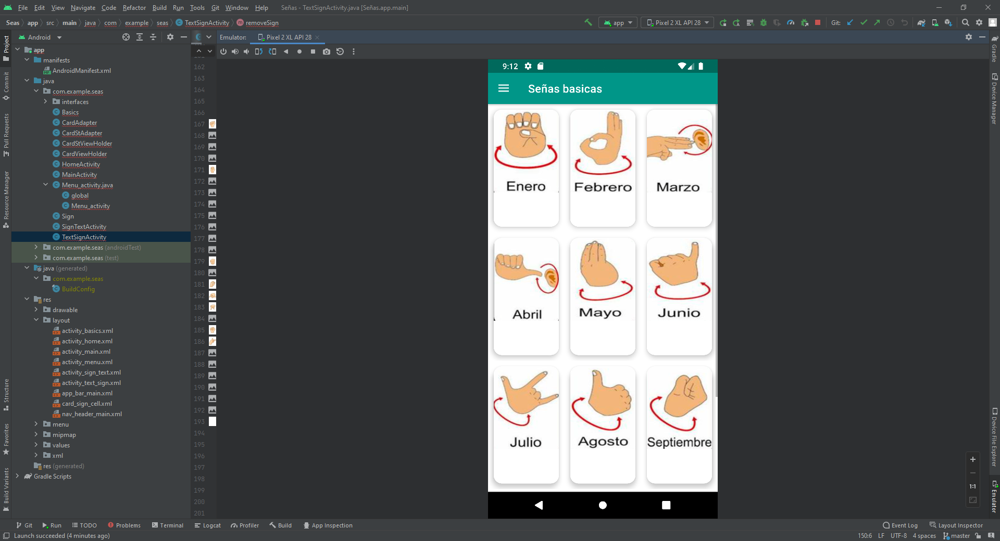 File Edit View Navigate Code Refactor Build Run Tools Git Window Help Señas - TextSignActivity.java [Señas.app.main]
Seas app src main java com example seas TextSignActivity removeSign app Pixel 2 XL API 28 Git:
Android
Emulator: Pixel 2 XL API 28
Project
Commit
Pull Requests
Resource Manager
Structure
Favorites
Build Variants
app
manifests
AndroidManifest.xml
java
com.example.seas
interfaces
Basics
CardAdapter
CardStAdapter
CardStViewHolder
CardViewHolder
HomeActivity
MainActivity
Menu_activity.java
global
Menu_activity
Sign
SignTextActivity
TextSignActivity
com.example.seas (androidTest)
com.example.seas (test)
java (generated)
com.example.seas
BuildConfig
res
drawable
layout
activity_basics.xml
activity_home.xml
activity_main.xml
activity_menu.xml
activity_sign_text.xml
activity_text_sign.xml
app_bar_main.xml
card_sign_cell.xml
nav_header_main.xml
menu
mipmap
values
xml
res (generated)
Gradle Scripts
162
163
164
165
166
167
168
169
170
171
172
173
174
175
176
177
178
179
180
181
182
183
184
185
186
187
188
189
190
191
192
193
194
195
196
197
198
199
200
201
9:12
Señas basicas
Enero Febrero Marzo
Abril Mayo Junio
Julio Agosto Septiembre
1:1
Gradle
Device Manager
Device File Explorer
Emulator
Git Run TODO Problems Terminal Logcat Profiler Build App Inspection Event Log Layout Inspector
Launch succeeded (4 minutes ago) 150:6 LF UTF-8 4 spaces master